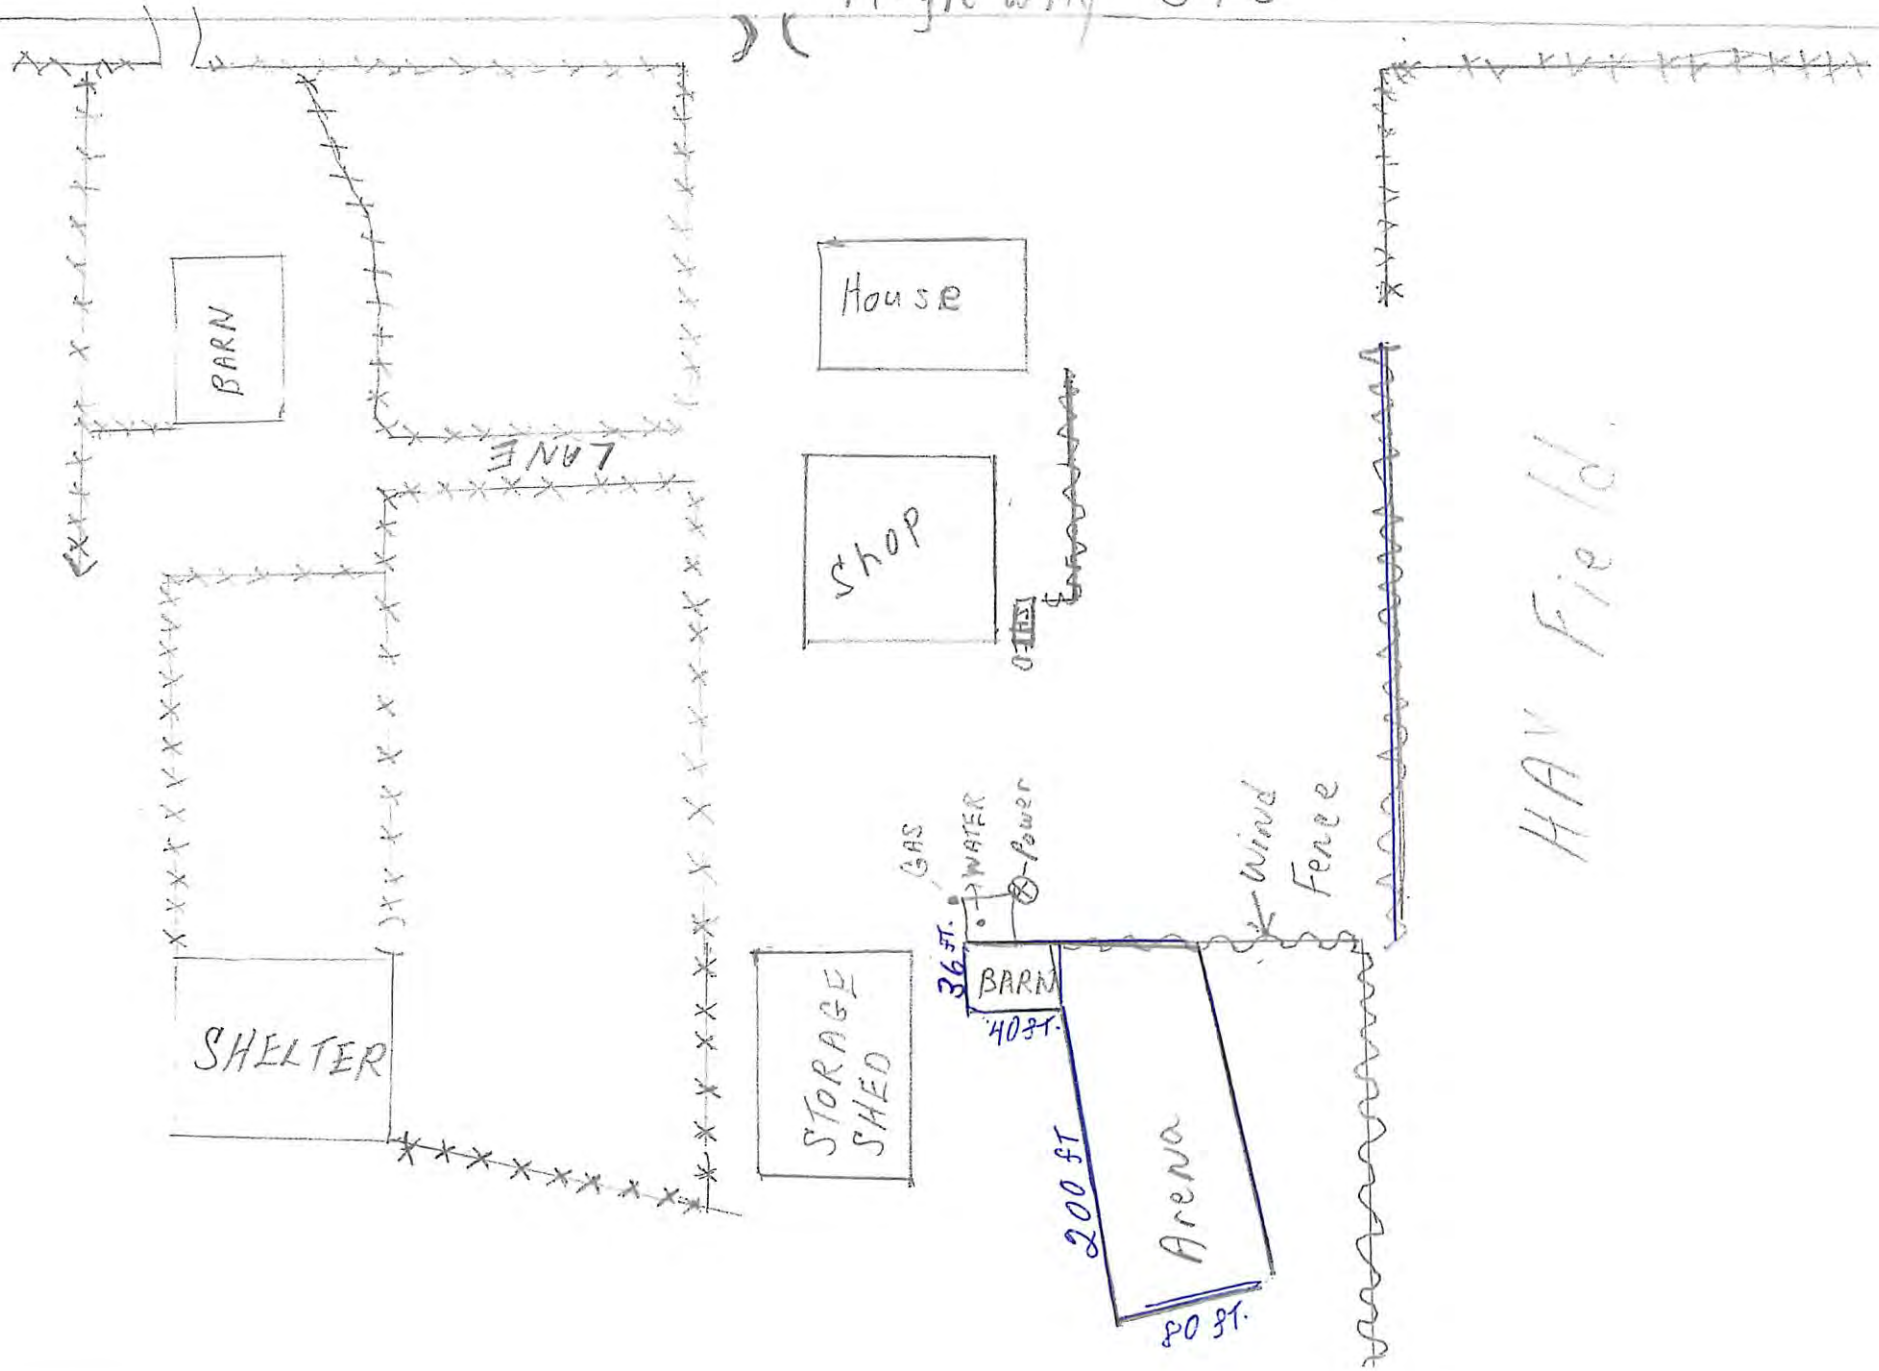 House
BARN
LANE
Shop
GAS
WATER
Power
Wind
Fence
HAY Field
36 FT.
BARN
40 FT.
STORAGE
SHED
SHELTER
200 FT
Arena
80 FT.